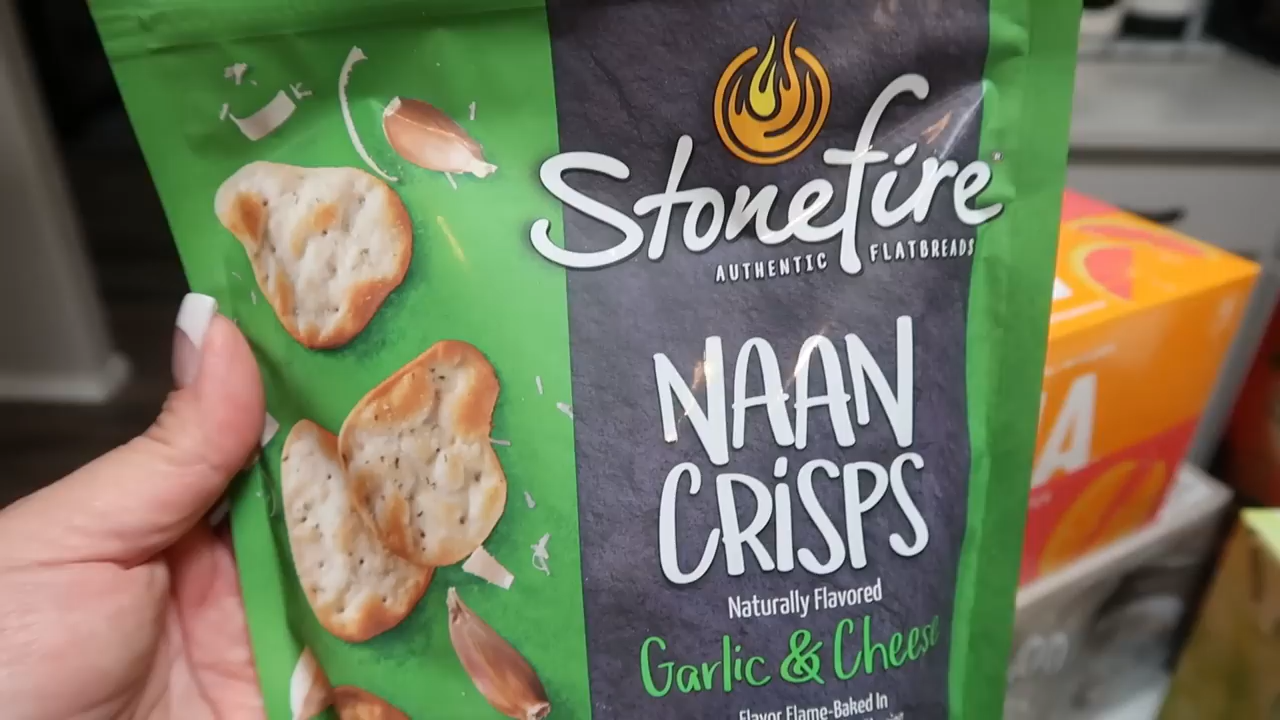 Stonefire®
AUTHENTIC FLATBREADS
NAAN
CRiSPS
Naturally Flavored
Garlic & Cheese
Flavor Flame-Baked In
A